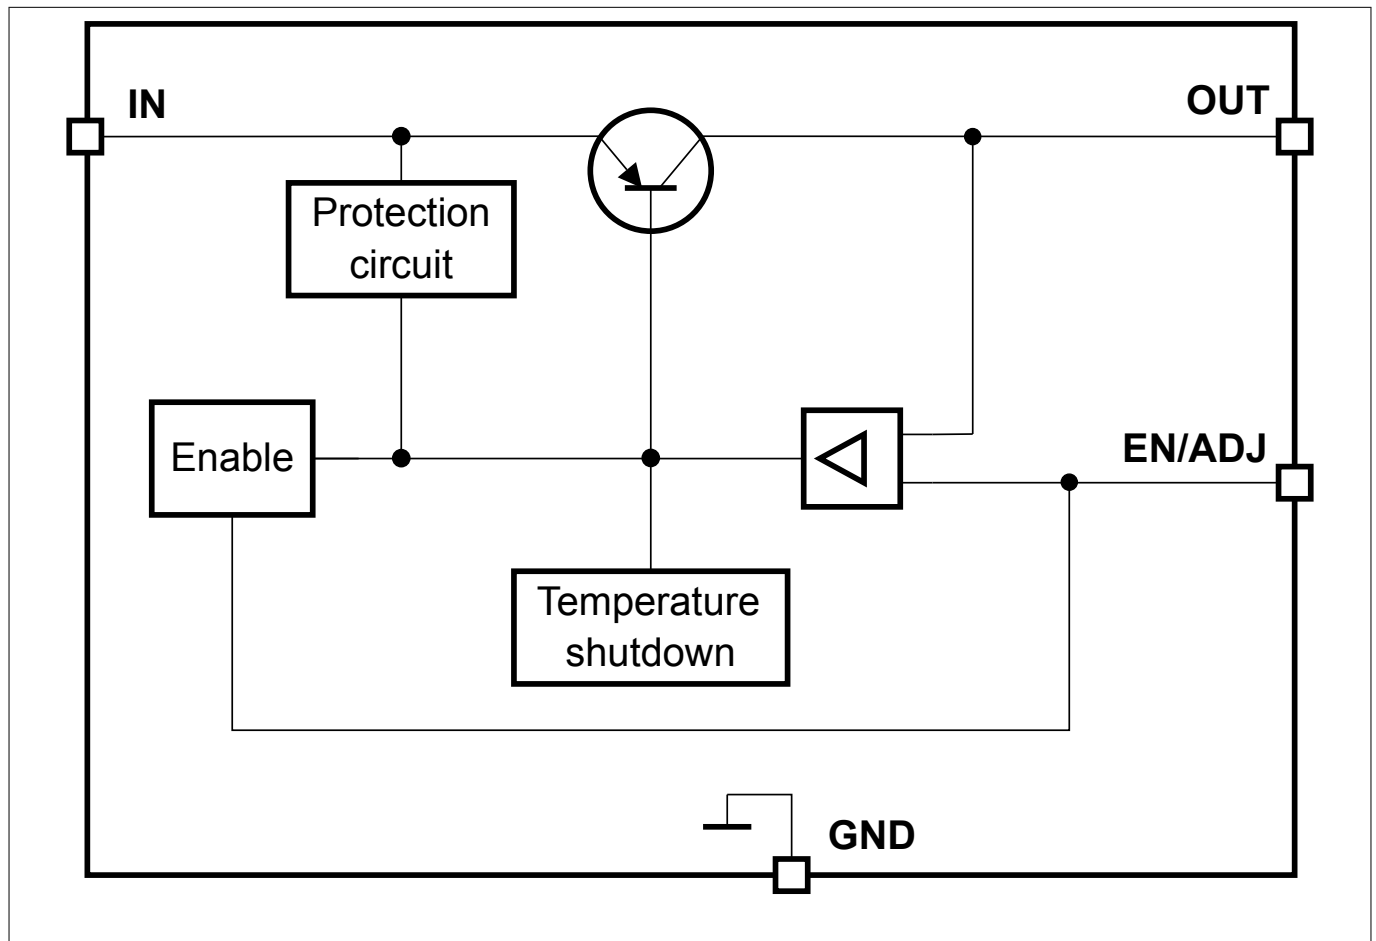 IN
OUT
Protection
circuit
Enable
EN/ADJ
Temperature
shutdown
GND